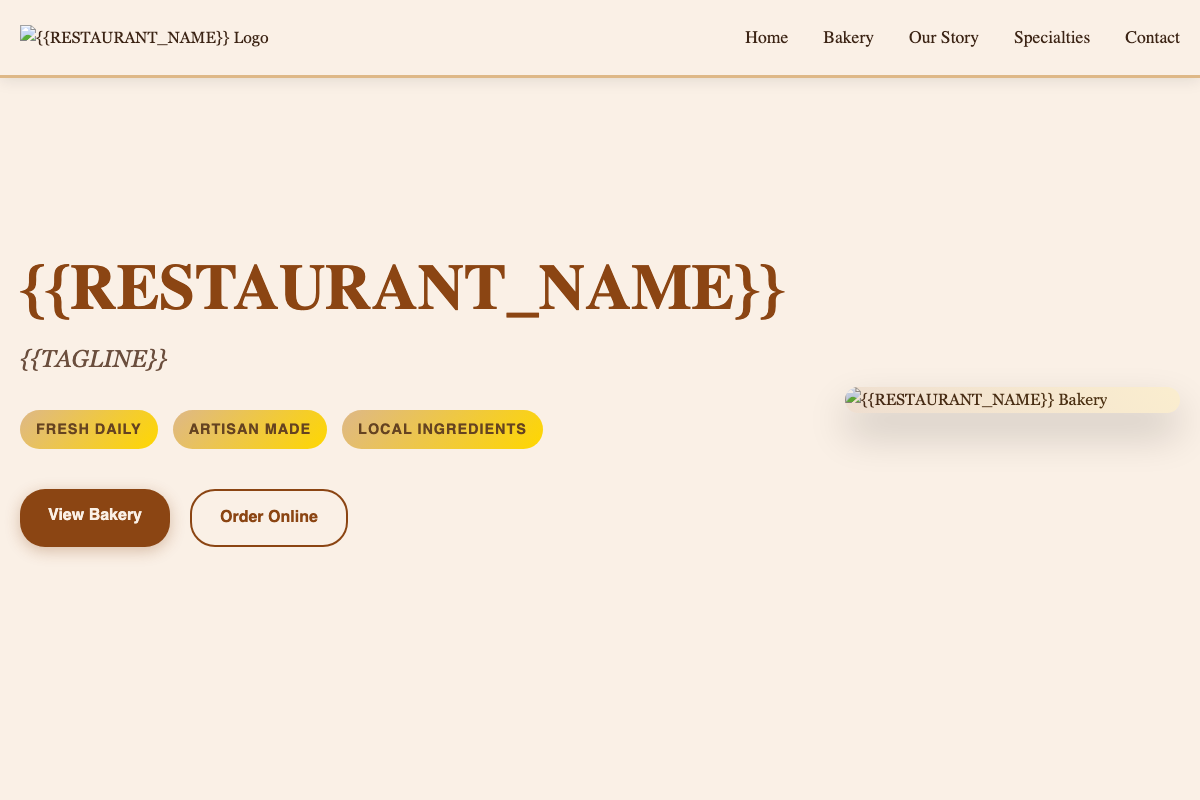 {{RESTAURANT_NAME}} Logo
Home Bakery Our Story Specialties Contact
{{RESTAURANT_NAME}}
{{TAGLINE}}
FRESH DAILY ARTISAN MADE LOCAL INGREDIENTS
View Bakery Order Online
{{RESTAURANT_NAME}} Bakery